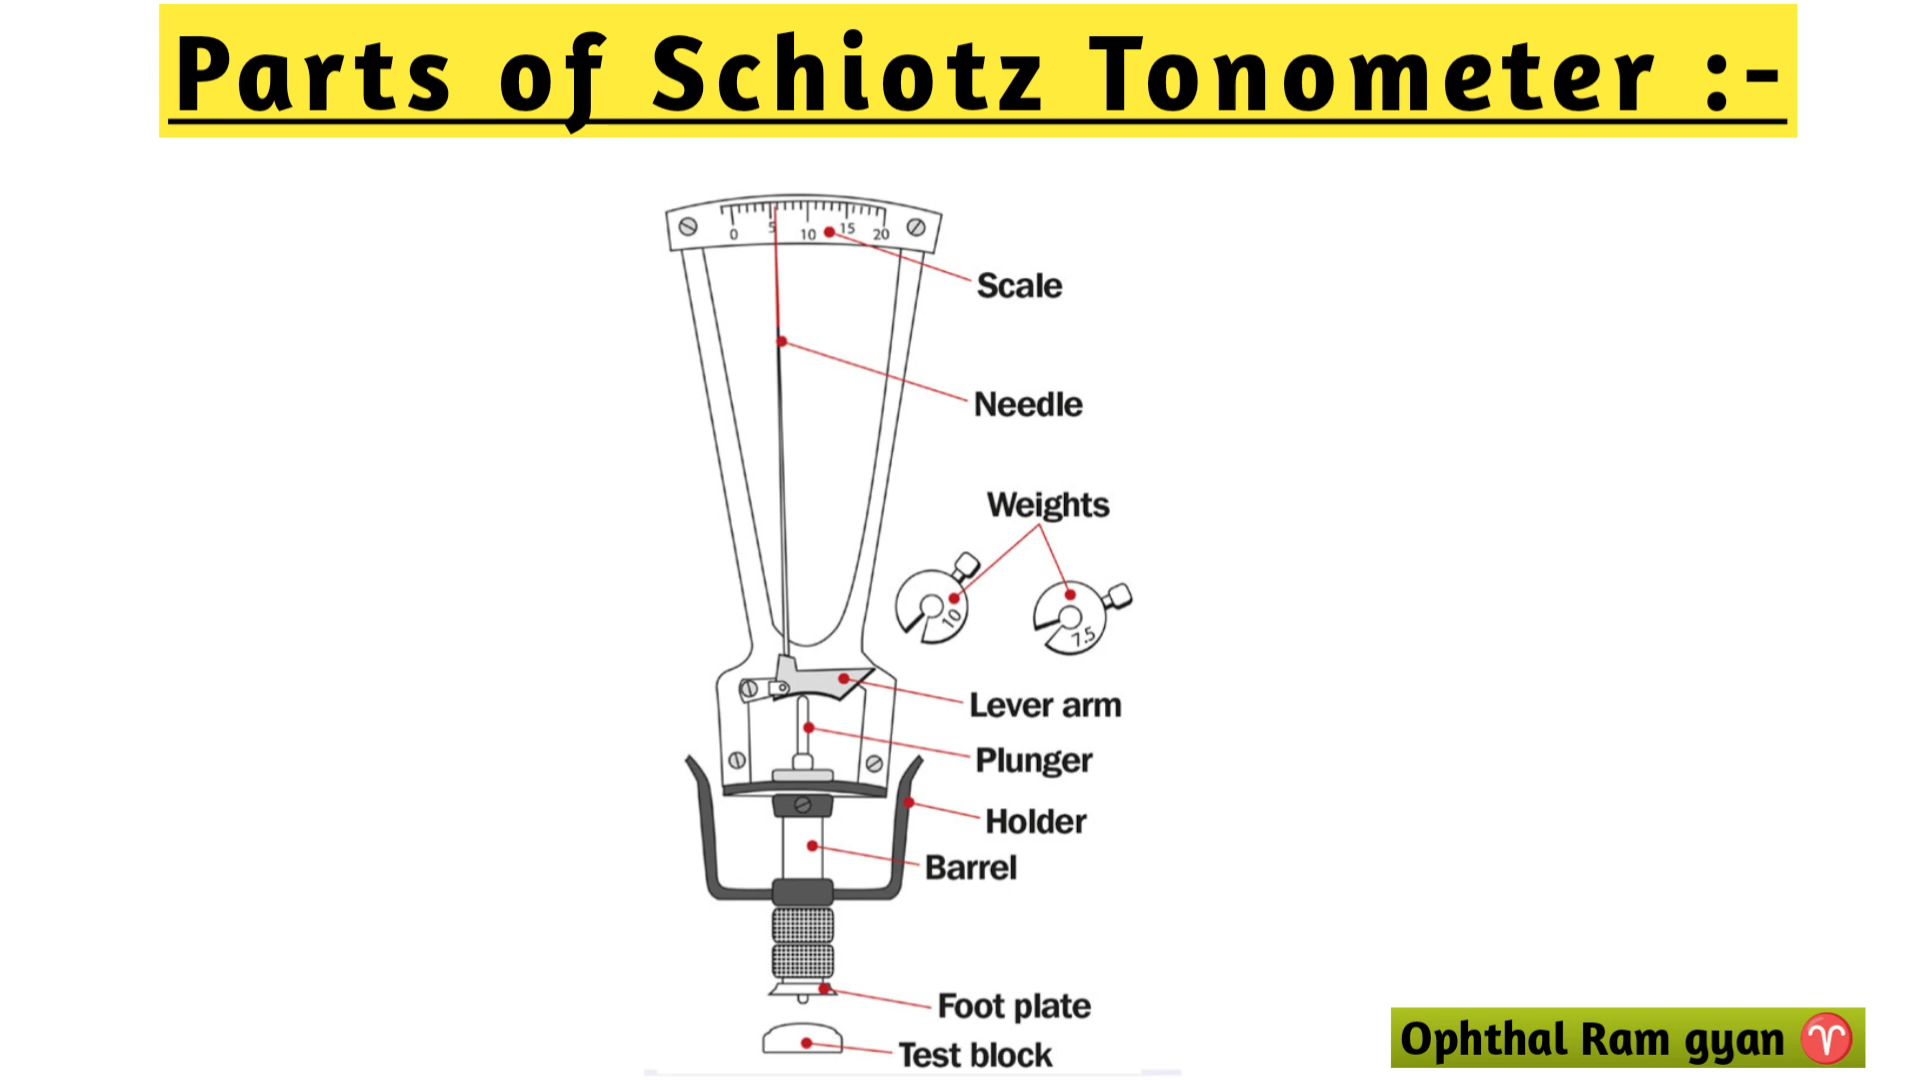 Parts of Schiotz Tonometer :-
0 5 10 15 20
Scale
Needle
Weights
10
7.5
Lever arm
Plunger
Holder
Barrel
Foot plate
Test block
Ophthal Ram gyan ♈